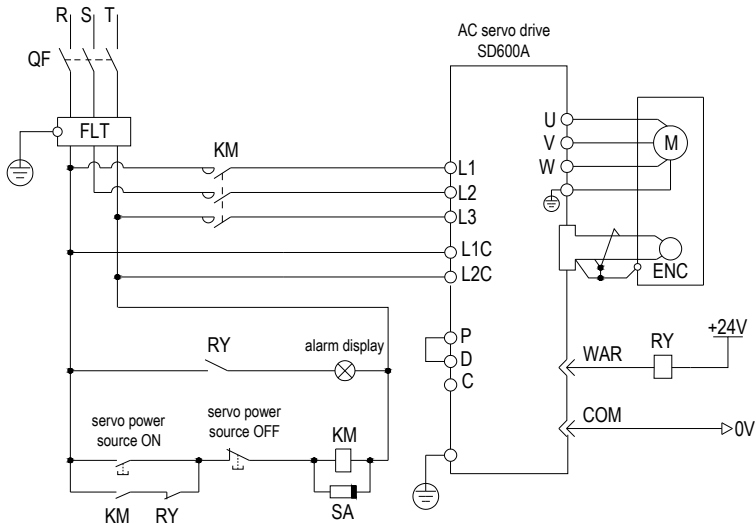 R S T
AC servo drive
SD600A
QF
FLT
KM
U
V
W
M
L1
L2
L3
L1C
L2C
ENC
P
D
C
RY
alarm display
WAR
RY
+24V
COM
0V
servo power
source ON
servo power
source OFF
KM
KM
RY
SA